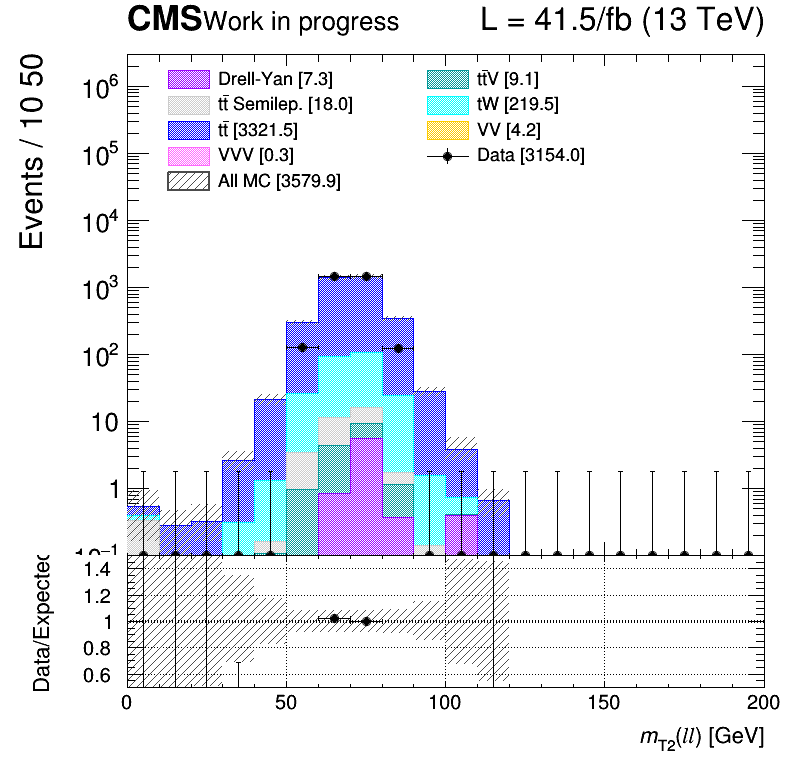 CMS Work in progress L = 41.5/fb (13 TeV)
Events / 10 50
Drell-Yan [7.3]
tt̄ Semilep. [18.0]
tt̄ [3321.5]
VVV [0.3]
All MC [3579.9]
tt̄V [9.1]
tW [219.5]
VV [4.2]
Data [3154.0]
10⁶
10⁵
10⁴
10³
10²
10
1
10⁻¹
Data/Expected
1.4
1.2
1
0.8
0.6
0 50 100 150 200
m_T2(ll) [GeV]